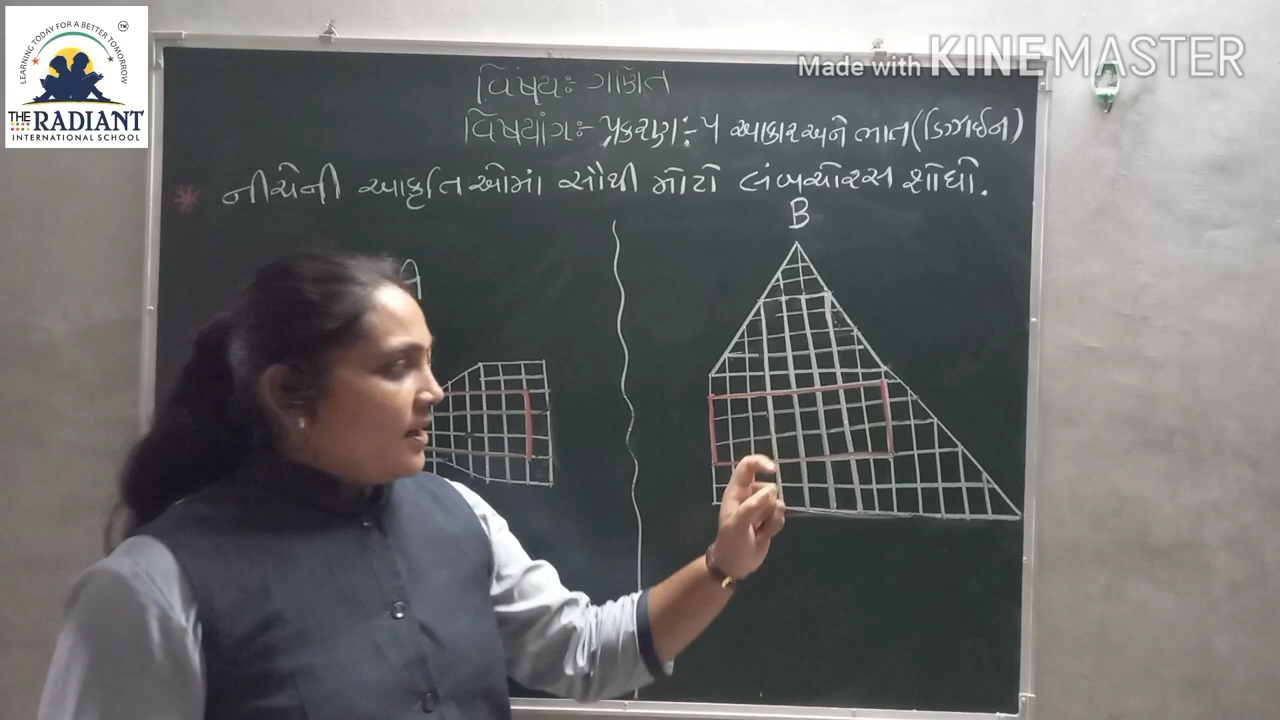 LEARNING TODAY FOR A BETTER TOMORROW
TM
THE RADIANT
INTERNATIONAL SCHOOL
Made with KINEMASTER
વિષય:- ગણિત
વિષયાંગ:- પ્રકરણ:- ૫ આકાર અને ભાત (ડિઝાઈન)
* નીચેની આકૃતિઓમાં સૌથી મોટો લંબચોરસ શોધો.
A
B